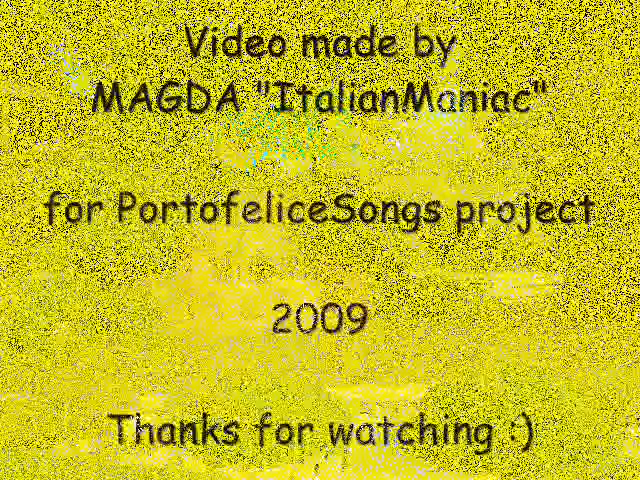 Video made by
MAGDA "ItalianManiac"
for PortofeliceSongs project
2009
Thanks for watching :)